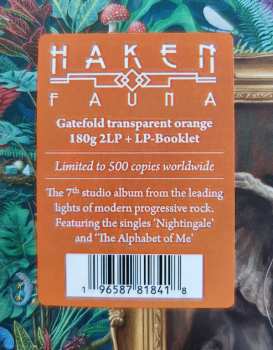 HAKEN
FAUNA
Gatefold transparent orange
180g 2LP + LP-Booklet
Limited to 500 copies worldwide
The 7th studio album from the leading
lights of modern progressive rock.
Featuring the singles 'Nightingale'
and 'The Alphabet of Me'
1 96587 81841 8